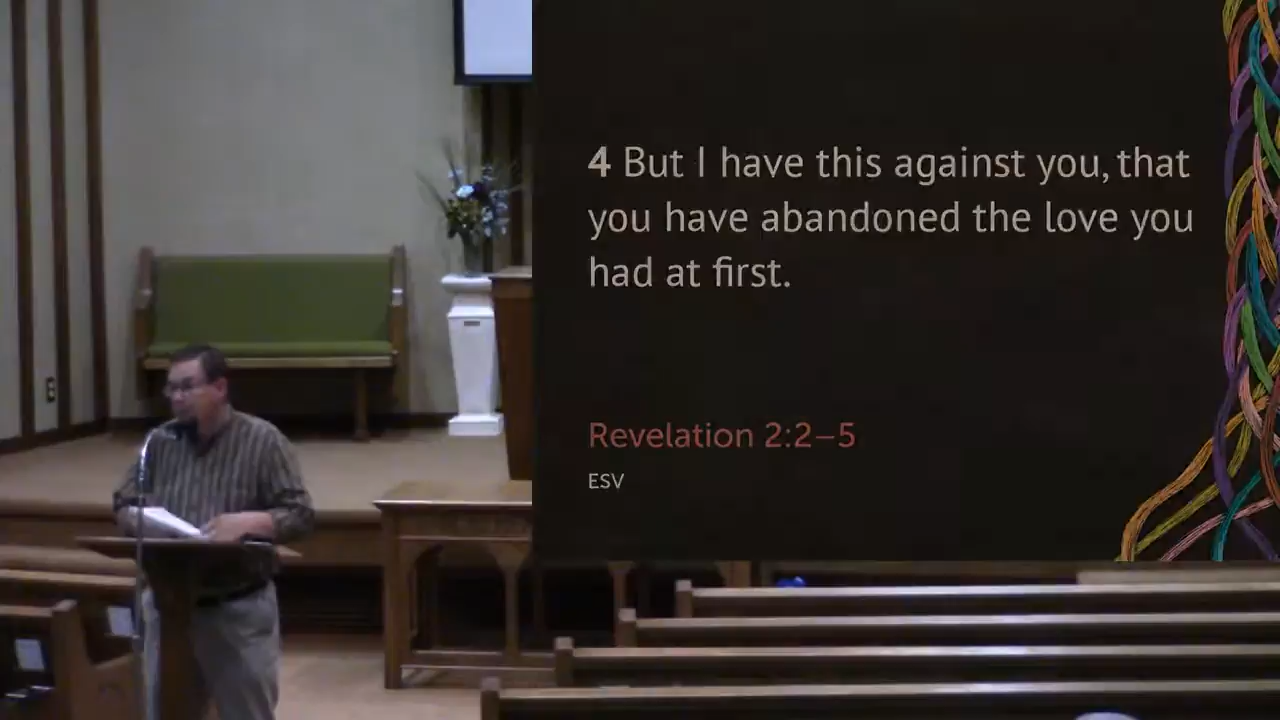 4 But I have this against you, that
you have abandoned the love you
had at first.
Revelation 2:2–5
ESV